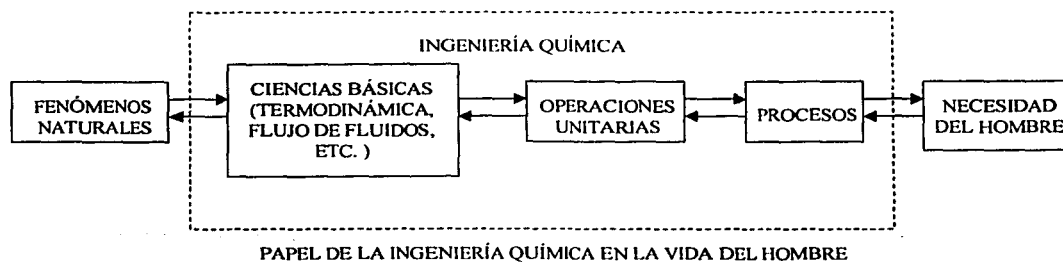 INGENIERÍA QUÍMICA
FENÓMENOS
NATURALES
CIENCIAS BÁSICAS
(TERMODINÁMICA,
FLUJO DE FLUIDOS,
ETC. )
OPERACIONES
UNITARIAS
PROCESOS
NECESIDAD
DEL HOMBRE
PAPEL DE LA INGENIERÍA QUÍMICA EN LA VIDA DEL HOMBRE